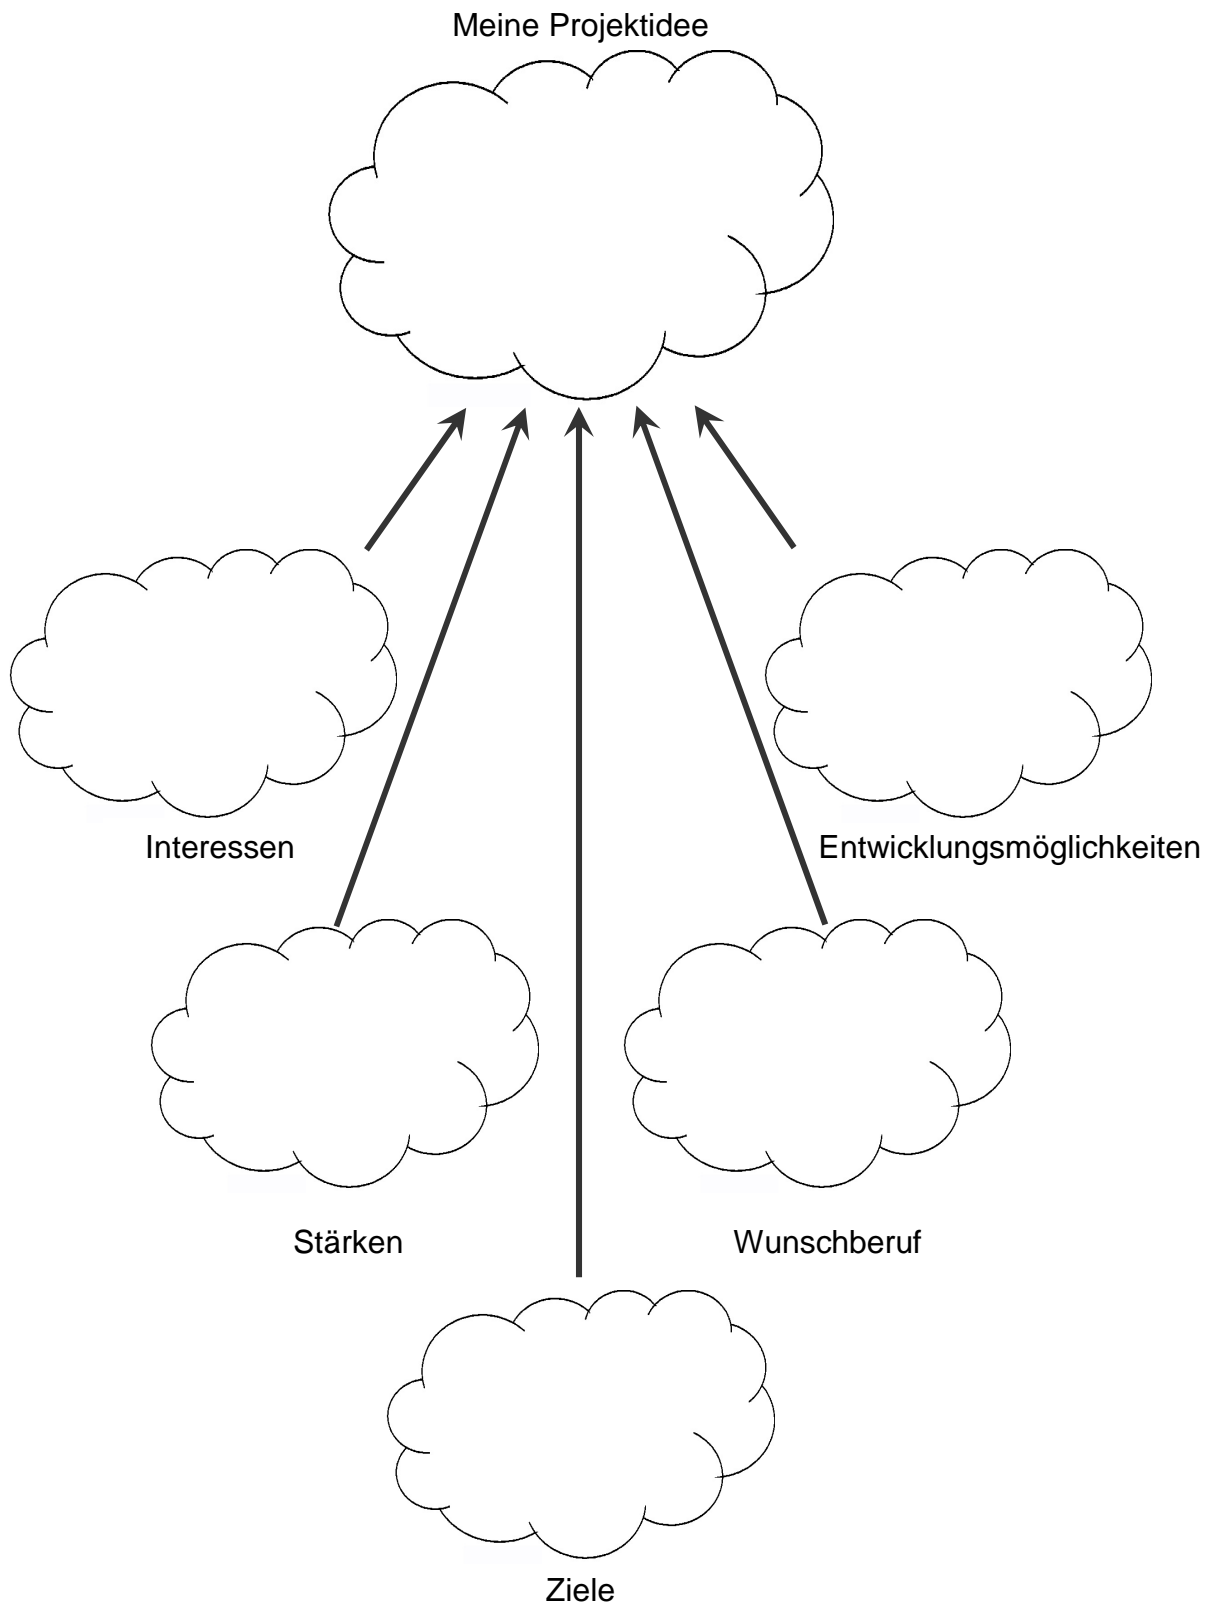 Meine Projektidee
Interessen
Entwicklungsmöglichkeiten
Stärken
Wunschberuf
Ziele